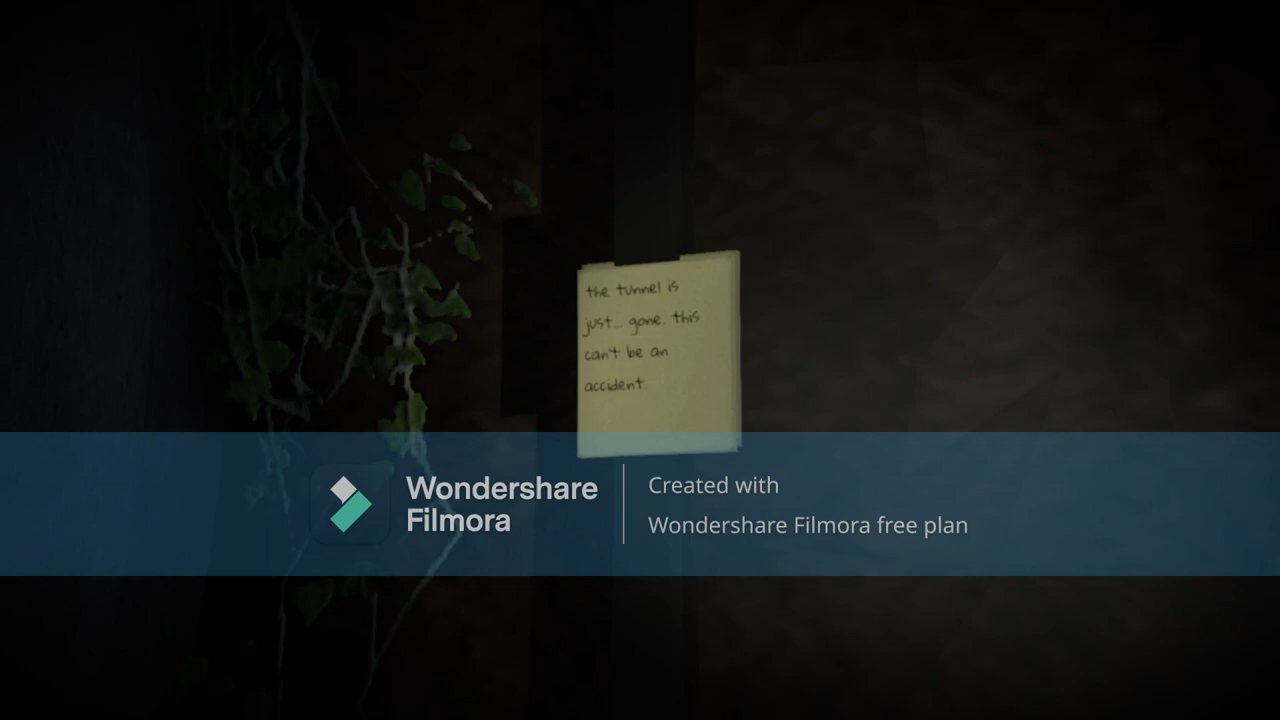 the tunnel is
just... gone. this
can't be an
accident.
Wondershare
Filmora
Created with
Wondershare Filmora free plan